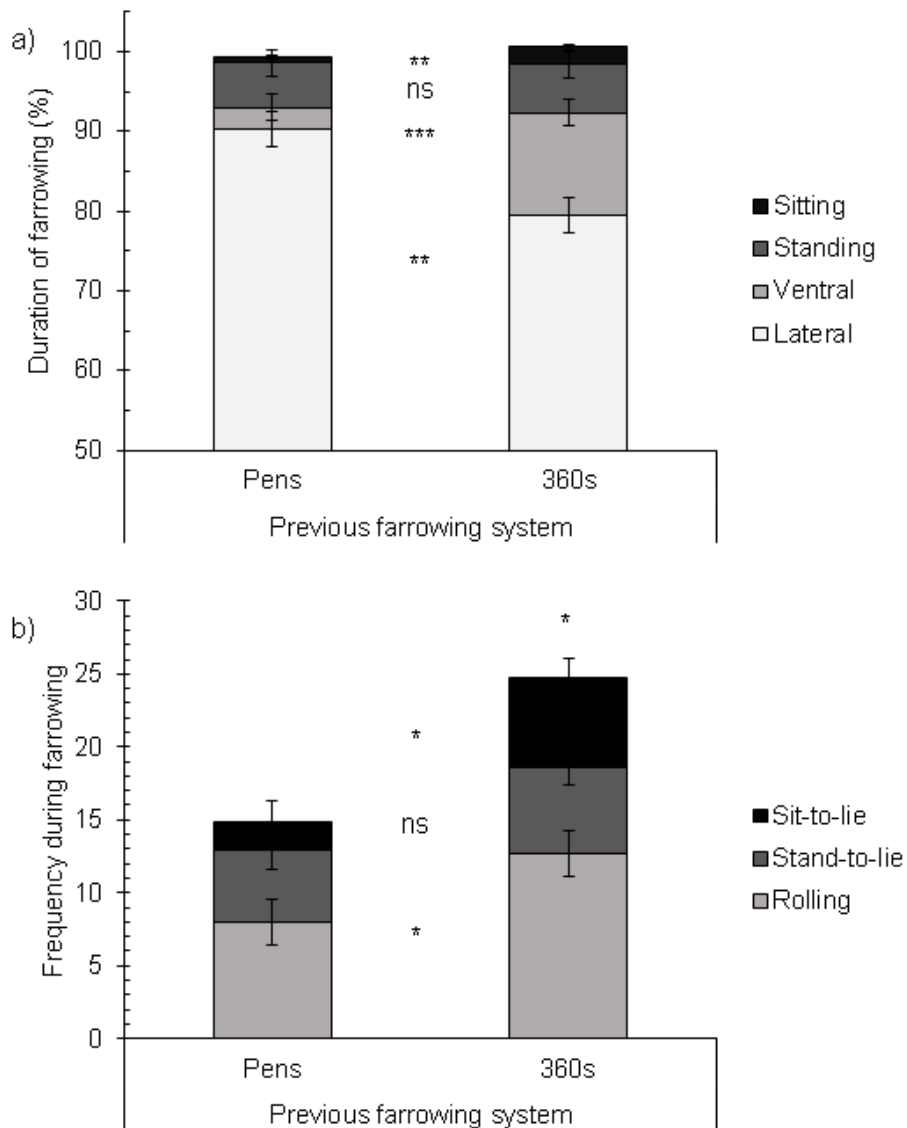 a)
Duration of farrowing (%)
100
90
80
70
60
50
**
ns
***
**
Pens
360s
Previous farrowing system
Sitting
Standing
Ventral
Lateral
b)
Frequency during farrowing
30
25
20
15
10
5
0
*
*
ns
*
Pens
360s
Previous farrowing system
Sit-to-lie
Stand-to-lie
Rolling